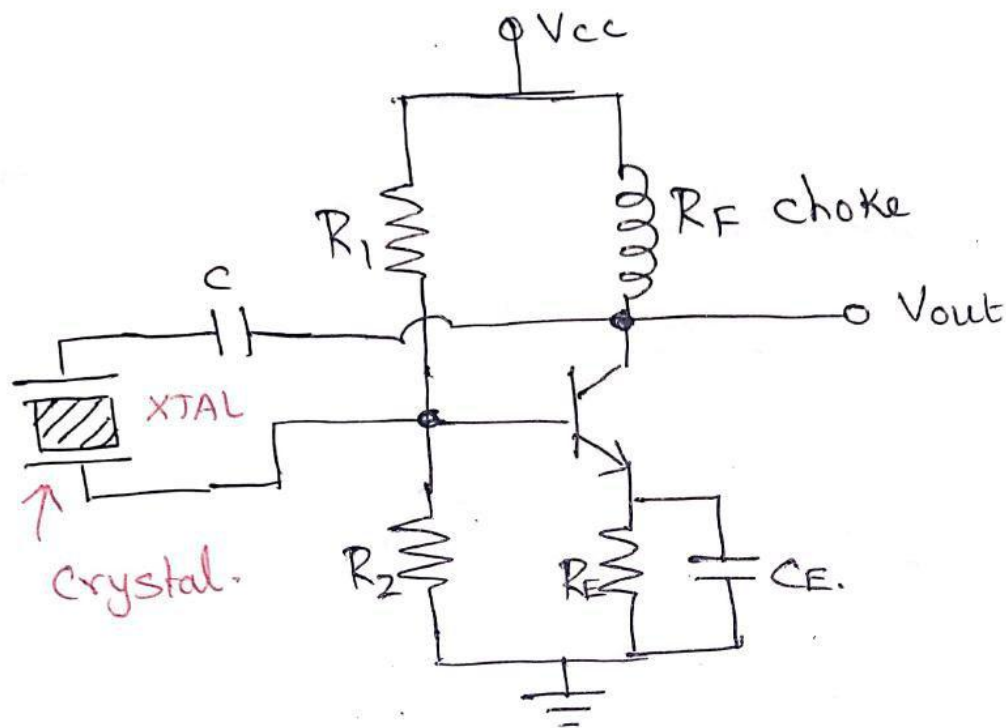 Vcc
R1
RF choke
C
Vout
XTAL
Crystal.
R2
RE
CE.